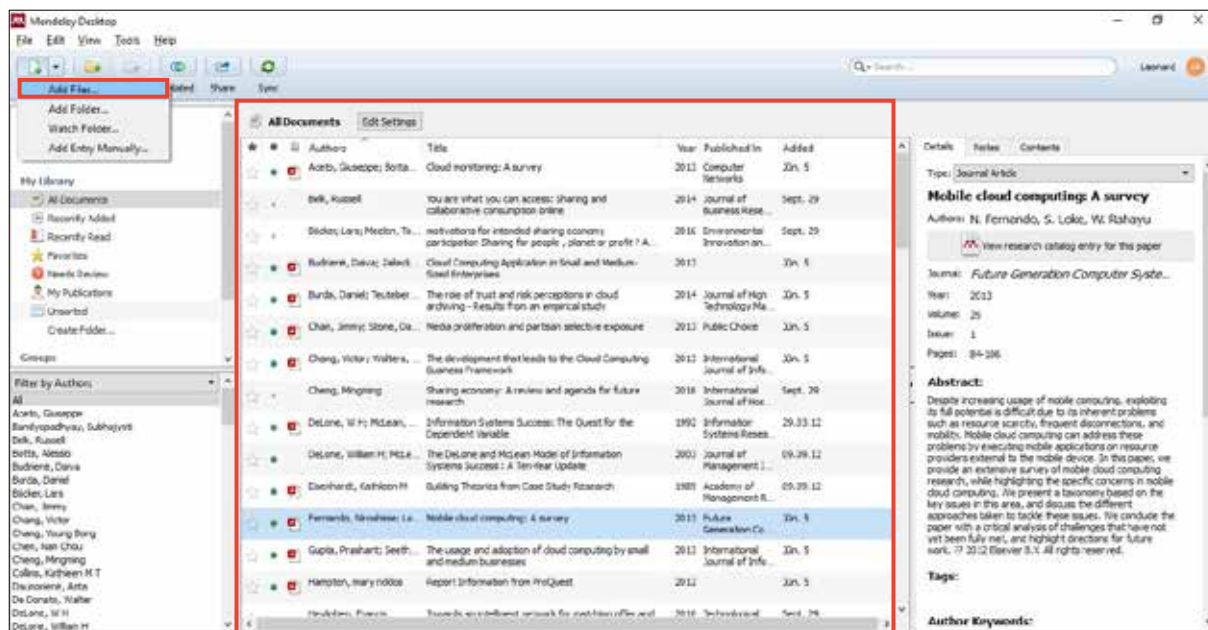 Mendeley Desktop
File Edit View Tools Help
Add Files...
Related Share Sync
Search...
Leonard
Add Folder...
Watch Folder...
Add Entry Manually...
My Library
All Documents
Recently Added
Recently Read
Favorites
Needs Review
My Publications
Unsorted
Create Folder...
Groups
Filter by Authors
All
Aceto, Giuseppe
Bandyopadhyay, Subhajyoti
Belk, Russell
Botta, Alessio
Budrienė, Daiva
Burda, Daniel
Böcker, Lars
Chan, Jimmy
Chang, Victor
Chang, Young Bong
Chen, Nan Chou
Cheng, Mingming
Collins, Kathleen M T
De Donato, Walter
DeLone, W H
DeLone, William H
All Documents Edit Settings
Authors Title Year Published In Added
Aceto, Giuseppe; Botta... Cloud monitoring: A survey 2013 Computer
Networks
Belk, Russell You are what you can access: Sharing and 2014 Journal of Sept. 29
collaborative consumption online Business Rese...
Böcker, Lars; Meelen, To... motivations for intended sharing economy 2016 Environmental Sept. 29
participation Sharing for people , planet or profit ? A... Innovation an...
Budrienė, Daiva; Cloud Computing Application in Small and Medium- 2013
Sized Enterprises
Burda, Daniel; Teuteber... The role of trust and risk perceptions in cloud 2014 Journal of High
archiving - Results from an empirical study Technology Ma...
Chan, Jimmy; Stone, Da... Media proliferation and partisan selective exposure 2013 Public Choice
Chang, Victor; Walters, ... The development that leads to the Cloud Computing 2013 International
Business Framework Journal of Info...
Cheng, Mingming Sharing economy: A review and agenda for future 2016 International Sept. 29
research Journal of Hos...
DeLone, W H; McLean, ... Information Systems Success: The Quest for the 1992 Information 29.03.12
Dependent Variable Systems Resea...
DeLone, William H; McLe... The DeLone and McLean Model of Information 2003 Journal of 09.09.12
Systems Success : A Ten-Year Update Management I...
Eisenhardt, Kathleen M Building Theories from Case Study Research 1989 Academy of 09.09.12
Management R...
Fernando, Niroshinie; Lo... Mobile cloud computing: A survey 2013 Future
Generation Co...
Gupta, Prashant; Seeth... The usage and adoption of cloud computing by small 2013 International
and medium businesses Journal of Info...
Hampton, mary riddos Report Information from ProQuest 2012
Towards an intelligent network for matching offer and 2016 Technological Sept. 29
Details Notes Contents
Type: Journal Article
Mobile cloud computing: A survey
Authors: N. Fernando, S. Loke, W. Rahayu
View research catalog entry for this paper
Journal: Future Generation Computer Syste...
Year: 2013
Volume: 29
Issue: 1
Pages: 84-106
Abstract:
Despite increasing usage of mobile computing, exploiting
its full potential is difficult due to its inherent problems
such as resource scarcity, frequent disconnections, and
mobility. Mobile cloud computing can address these
problems by executing mobile applications on resource
providers external to the mobile device. In this paper, we
provide an extensive survey of mobile cloud computing
research, while highlighting the specific concerns in mobile
cloud computing. We present a taxonomy based on the
key issues in this area, and discuss the different
approaches taken to tackle these issues. We conclude the
paper with a critical analysis of challenges that have not
yet been fully met, and highlight directions for future
work. ?? 2012 Elsevier B.V. All rights reserved.
Tags:
Author Keywords: